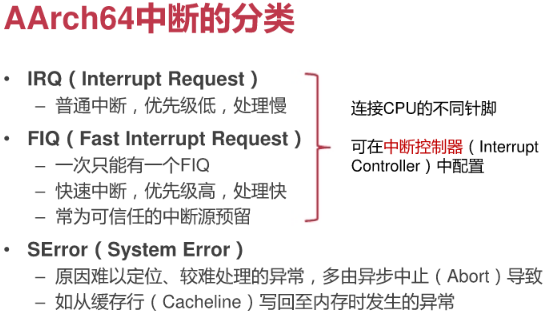 AArch64中断的分类
• IRQ（Interrupt Request）
– 普通中断，优先级低，处理慢
• FIQ（Fast Interrupt Request）
– 一次只能有一个FIQ
– 快速中断，优先级高，处理快
– 常为可信任的中断源预留
连接CPU的不同针脚
可在中断控制器（Interrupt
Controller）中配置
• SError（System Error）
– 原因难以定位、较难处理的异常，多由异步中止（Abort）导致
– 如从缓存行（Cacheline）写回至内存时发生的异常